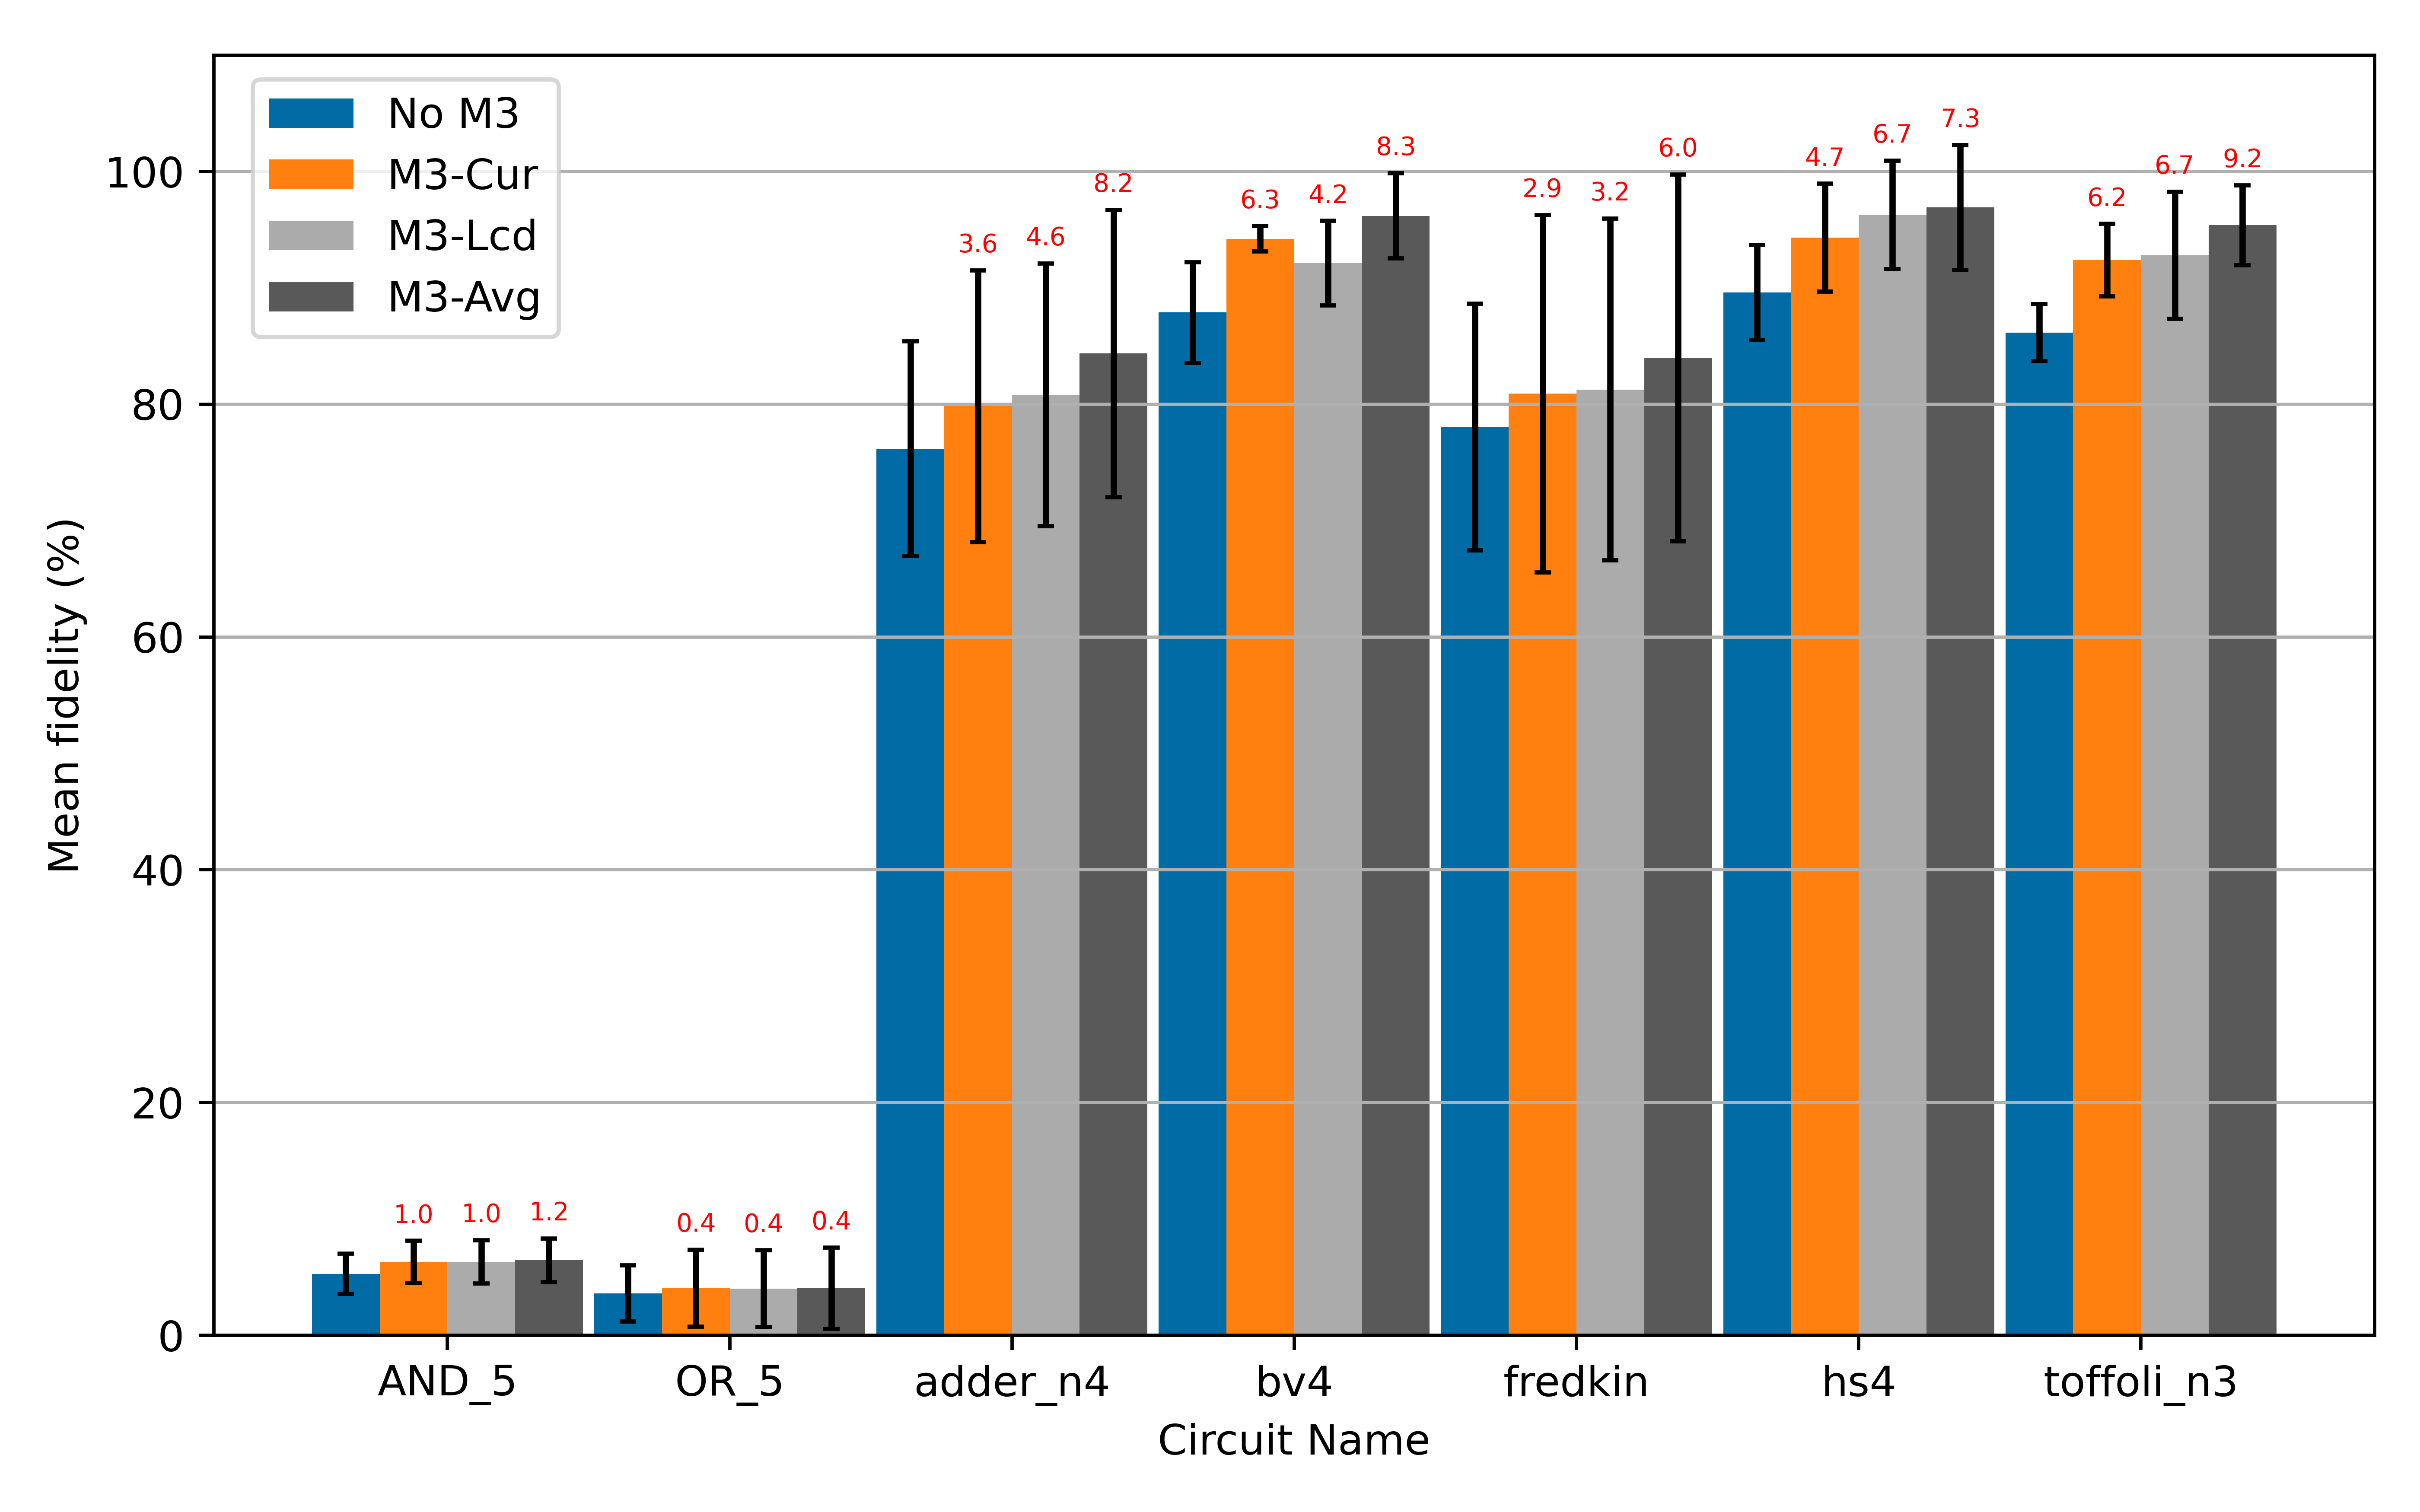 No M3
M3-Cur
M3-Lcd
M3-Avg
Mean fidelity (%)
100
80
60
40
20
0
1.0 1.0 1.2
0.4 0.4 0.4
3.6 4.6 8.2
6.3 4.2 8.3
2.9 3.2 6.0
4.7 6.7 7.3
6.2 6.7 9.2
AND_5 OR_5 adder_n4 bv4 fredkin hs4 toffoli_n3
Circuit Name